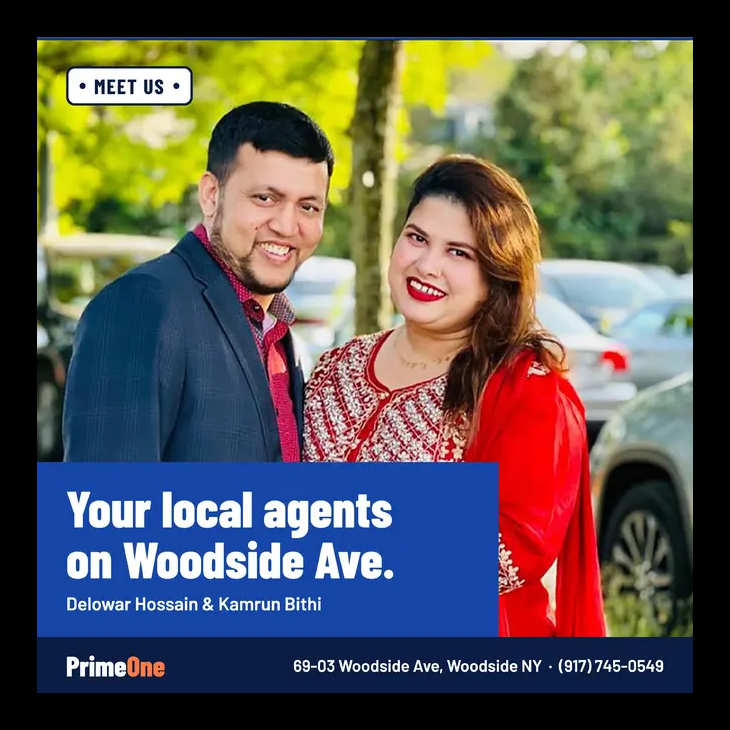 • MEET US •
Your local agents
on Woodside Ave.
Delowar Hossain & Kamrun Bithi
PrimeOne
69-03 Woodside Ave, Woodside NY · (917) 745-0549